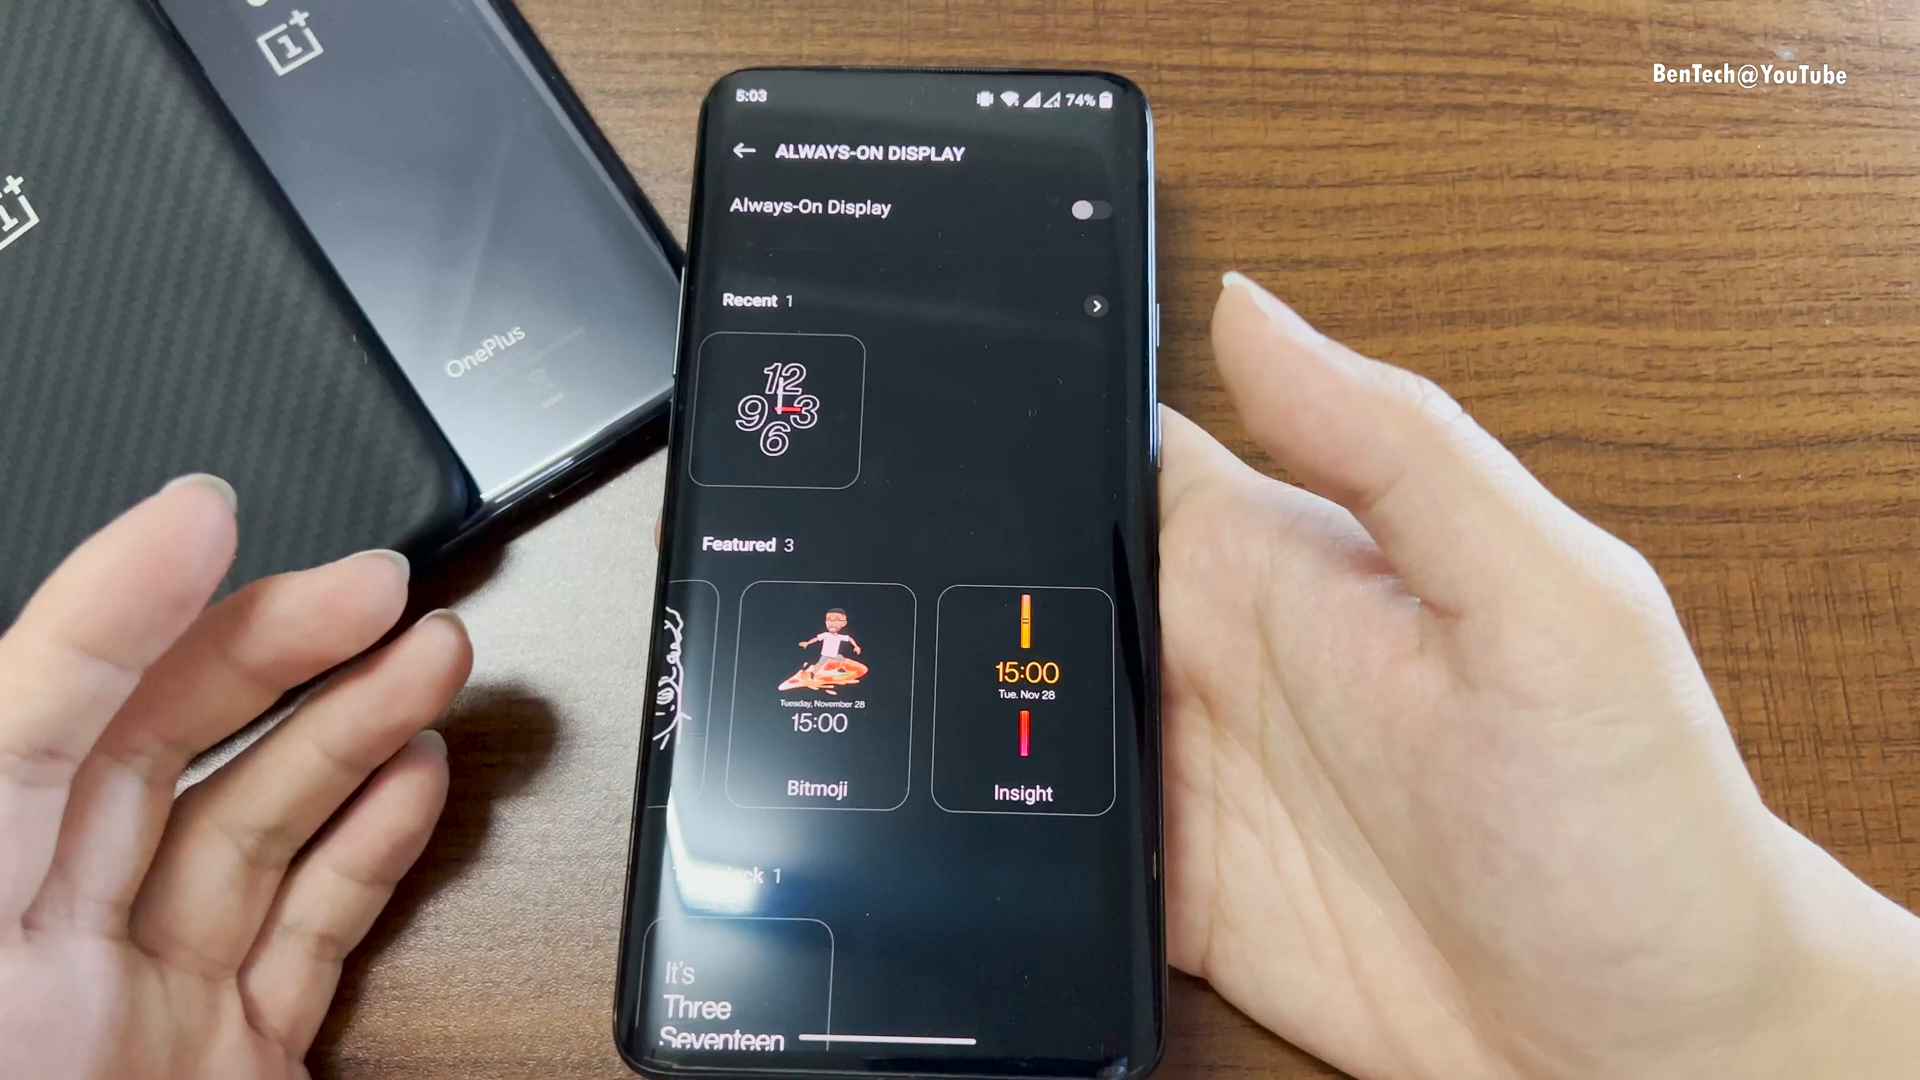 BenTech@YouTube
5:03
74%
ALWAYS-ON DISPLAY
Always-On Display
Recent 1
12
9 3
6
Featured 3
Tuesday, November 28
15:00
Bitmoji
15:00
Tue. Nov 28
Insight
1
It's
Three
Seventeen
OnePlus